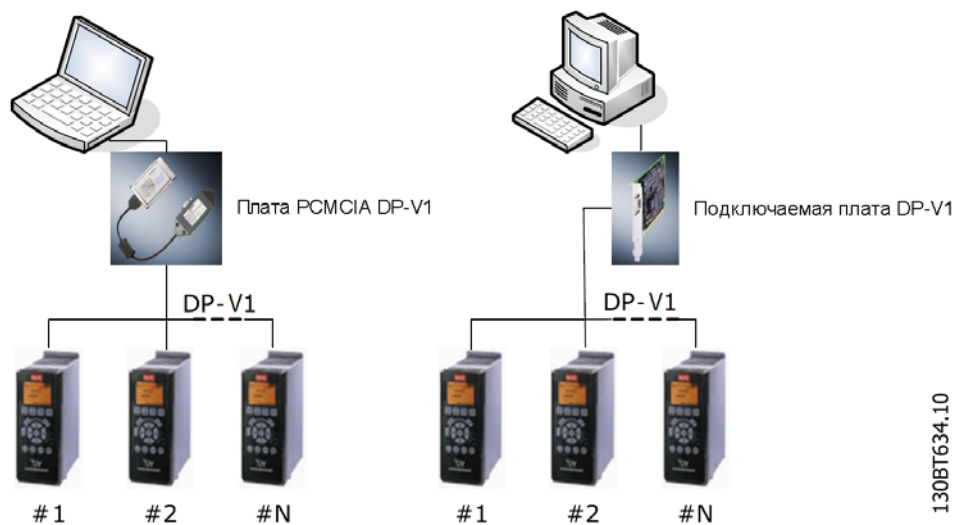 Плата PCMCIA DP-V1
Подключаемая плата DP-V1
DP-V1
DP-V1
#1 #2 #N #1 #2 #N
130BT634.10